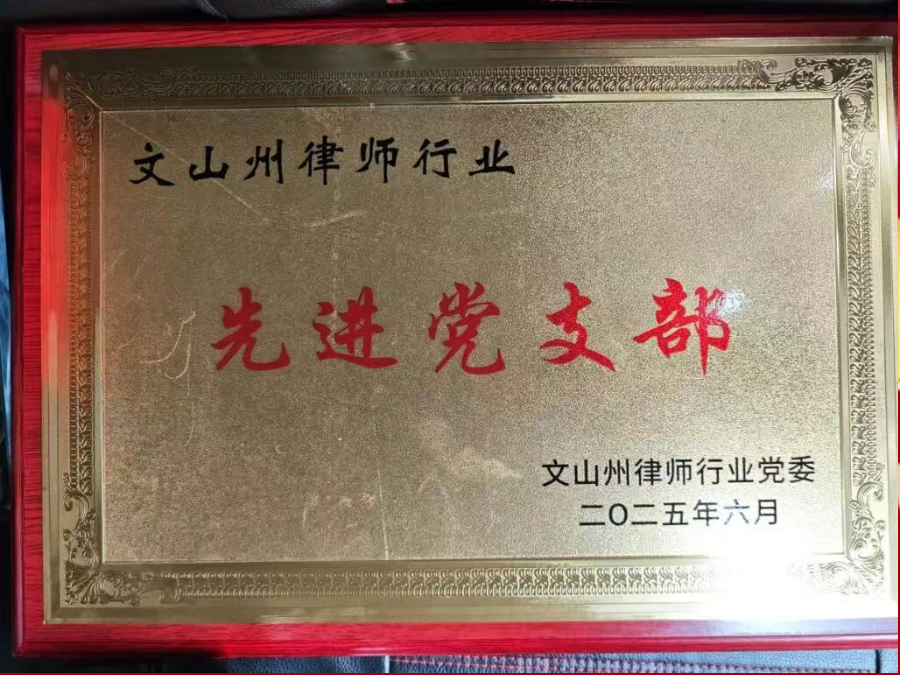 文山州律师行业
先进党支部
文山州律师行业党委
二〇二五年六月